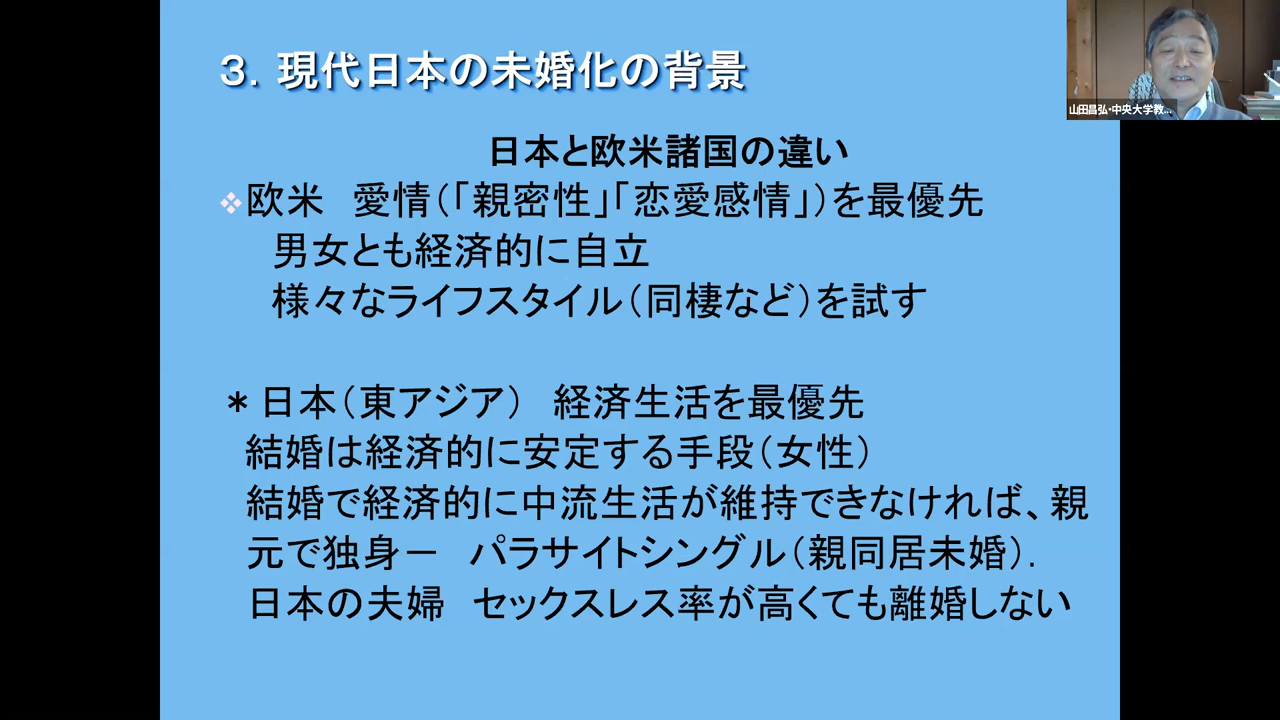 ３．現代日本の未婚化の背景
山田昌弘・中央大学教...
日本と欧米諸国の違い
欧米　愛情（「親密性」「恋愛感情」）を最優先
男女とも経済的に自立
様々なライフスタイル（同棲など）を試す
＊日本（東アジア）　経済生活を最優先
結婚は経済的に安定する手段（女性）
結婚で経済的に中流生活が維持できなければ、親
元で独身－　パラサイトシングル（親同居未婚）．
日本の夫婦　セックスレス率が高くても離婚しない